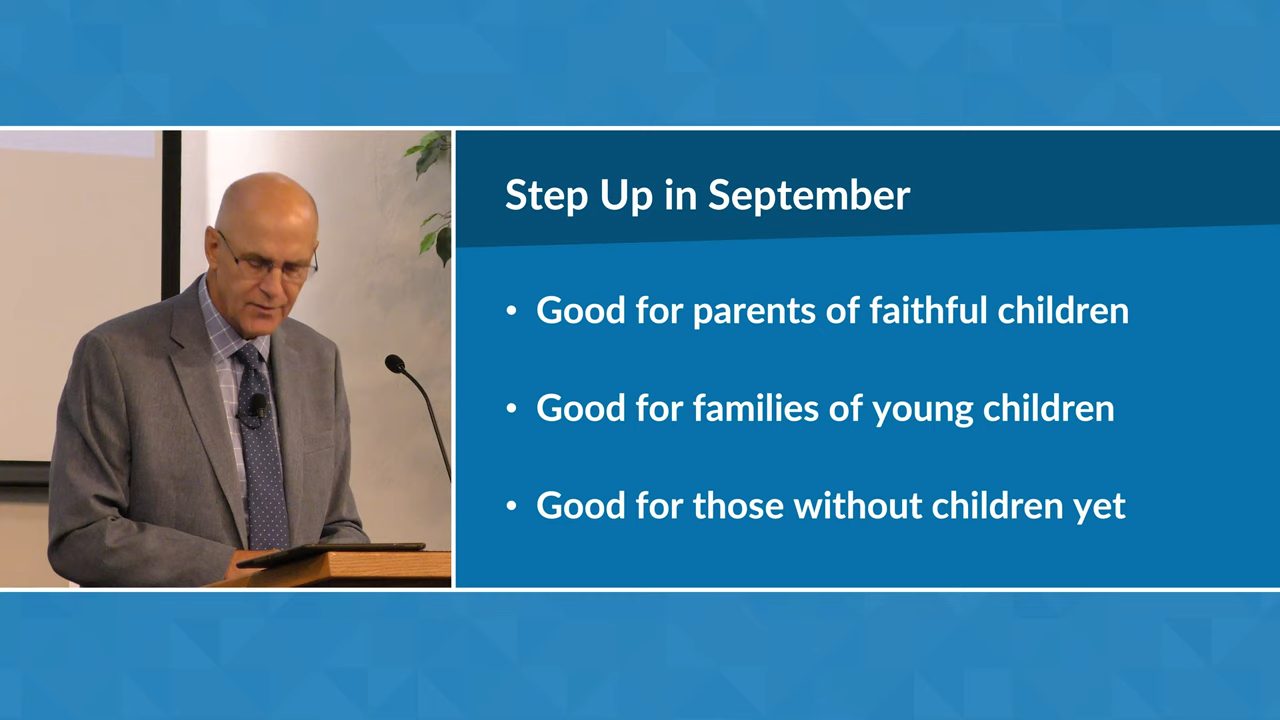 Step Up in September
• Good for parents of faithful children
• Good for families of young children
• Good for those without children yet